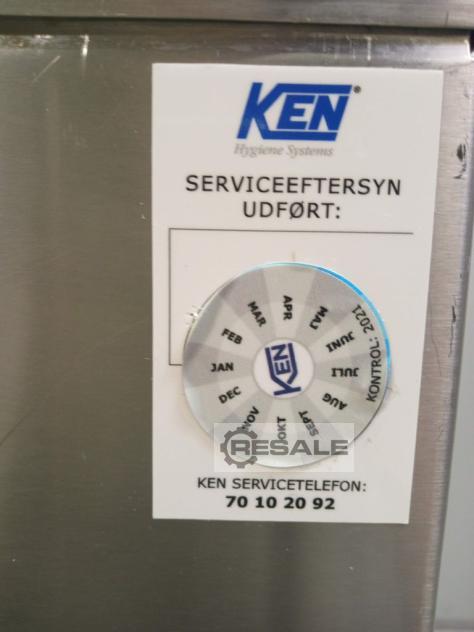 KEN®
Hygiene Systems
SERVICEEFTERSYN
UDFØRT:
JAN
FEB
MAR
APR
MAJ
JUNI
JULI
AUG
SEPT
OKT
NOV
DEC
KONTROL: 2021
KEN
RESALE
KEN SERVICETELEFON:
70 10 20 92